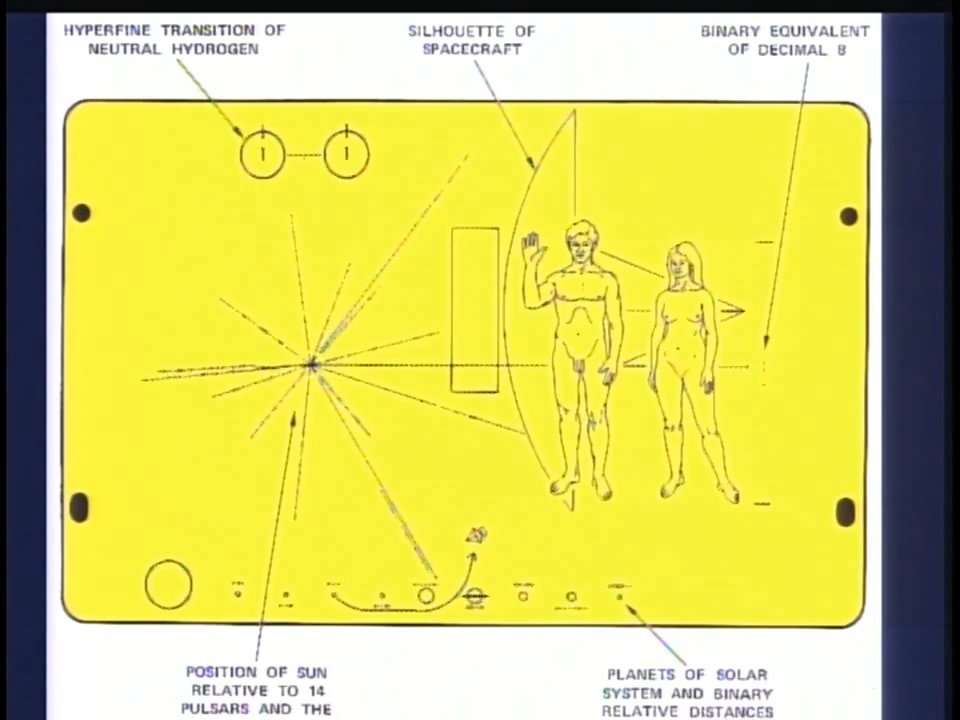 HYPERFINE TRANSITION OF
NEUTRAL HYDROGEN
SILHOUETTE OF
SPACECRAFT
BINARY EQUIVALENT
OF DECIMAL 8
POSITION OF SUN
RELATIVE TO 14
PULSARS AND THE
PLANETS OF SOLAR
SYSTEM AND BINARY
RELATIVE DISTANCES